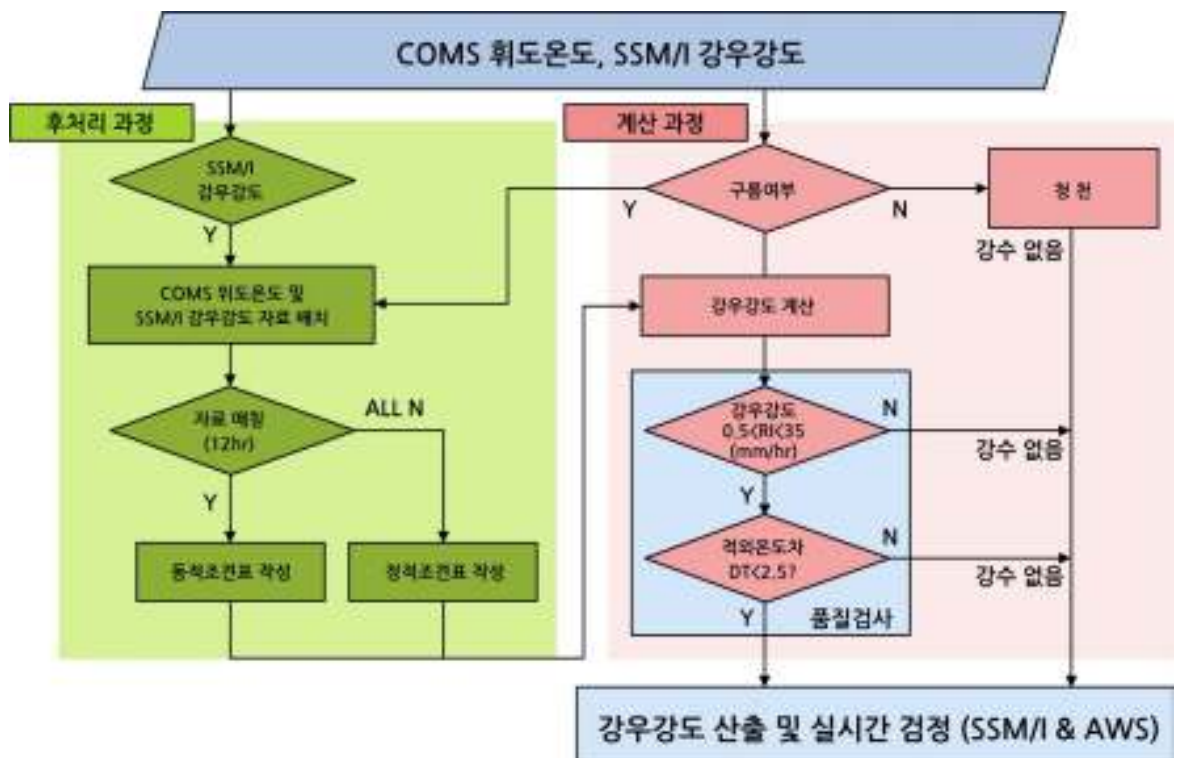 COMS 휘도온도, SSM/I 강우강도
후처리 과정
계산 과정
SSM/I
강우강도
구름여부
청 천
Y
N
Y
강수 없음
COMS 휘도온도 및
SSM/I 강우강도 자료 매치
강우강도 계산
자료 매칭
(12hr)
ALL N
강우강도
0.5<RI<35
(mm/hr)
N
강수 없음
Y
Y
동적조건표 작성
정적조건표 작성
적외온도차
DT<2.5?
N
강수 없음
Y
품질검사
강우강도 산출 및 실시간 검정 (SSM/I & AWS)